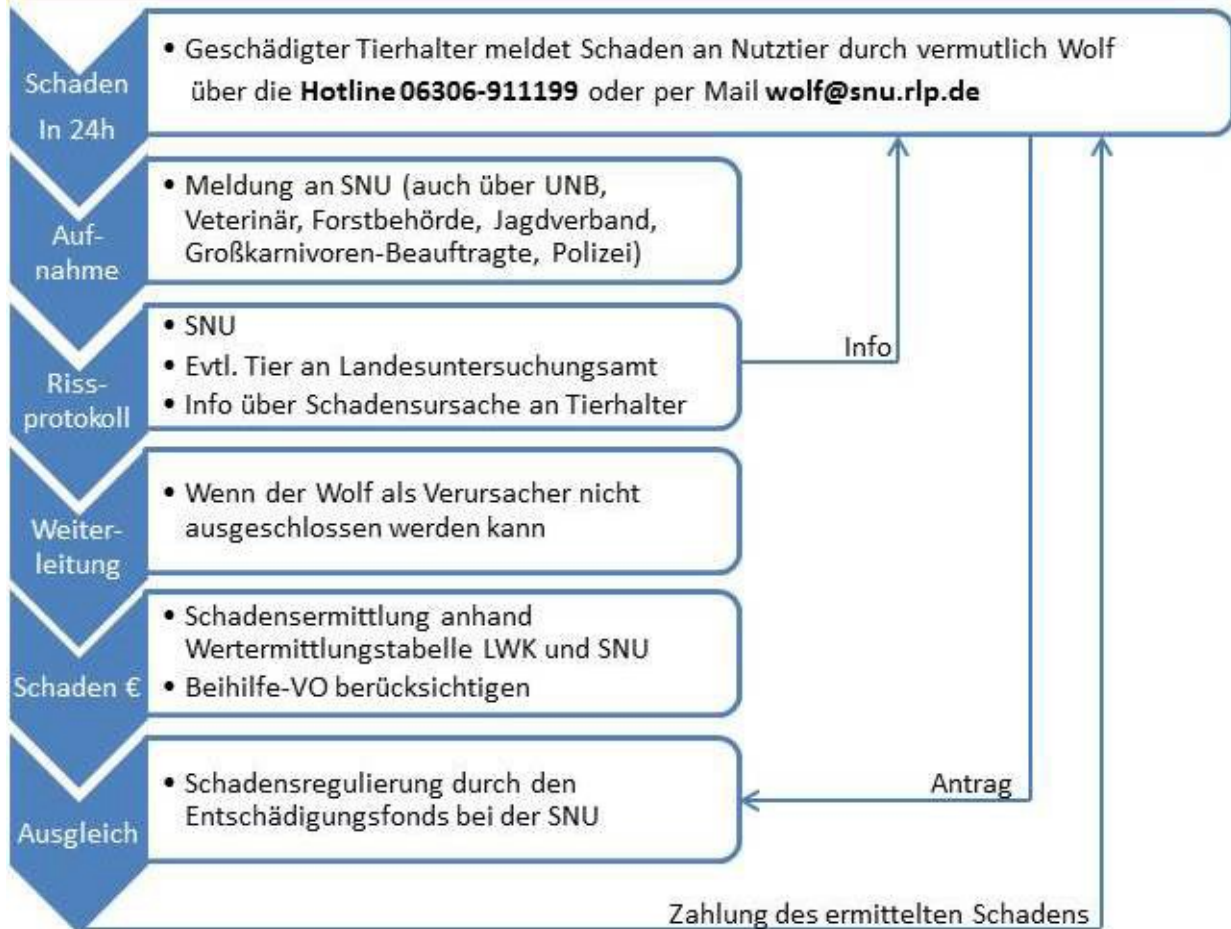 Schaden
In 24h
• Geschädigter Tierhalter meldet Schaden an Nutztier durch vermutlich Wolf
über die Hotline 06306-911199 oder per Mail wolf@snu.rlp.de
Auf-
nahme
• Meldung an SNU (auch über UNB,
Veterinär, Forstbehörde, Jagdverband,
Großkarnivoren-Beauftragte, Polizei)
Riss-
protokoll
• SNU
• Evtl. Tier an Landesuntersuchungsamt
• Info über Schadensursache an Tierhalter
Info
Weiter-
leitung
• Wenn der Wolf als Verursacher nicht
ausgeschlossen werden kann
Schaden €
• Schadensermittlung anhand
Wertermittlungstabelle LWK und SNU
• Beihilfe-VO berücksichtigen
Ausgleich
• Schadensregulierung durch den
Entschädigungsfonds bei der SNU
Antrag
Zahlung des ermittelten Schadens